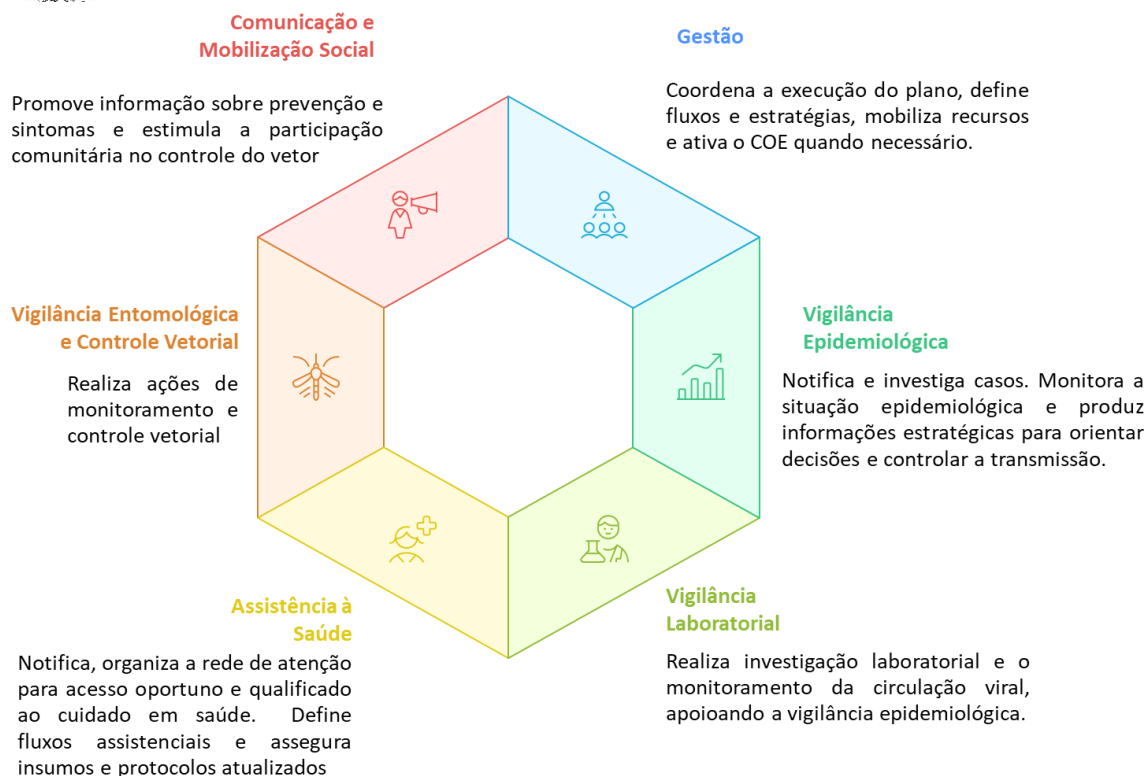 Comunicação e
Mobilização Social
Promove informação sobre prevenção e
sintomas e estimula a participação
comunitária no controle do vetor
Gestão
Coordena a execução do plano, define
fluxos e estratégias, mobiliza recursos
e ativa o COE quando necessário.
Vigilância Entomológica
e Controle Vetorial
Realiza ações de
monitoramento e
controle vetorial
Vigilância
Epidemiológica
Notifica e investiga casos. Monitora a
situação epidemiológica e produz
informações estratégicas para orientar
decisões e controlar a transmissão.
Assistência à
Saúde
Notifica, organiza a rede de atenção
para acesso oportuno e qualificado
ao cuidado em saúde. Define
fluxos assistenciais e assegura
insumos e protocolos atualizados
Vigilância
Laboratorial
Realiza investigação laboratorial e o
monitoramento da circulação viral,
apoioando a vigilância epidemiológica.